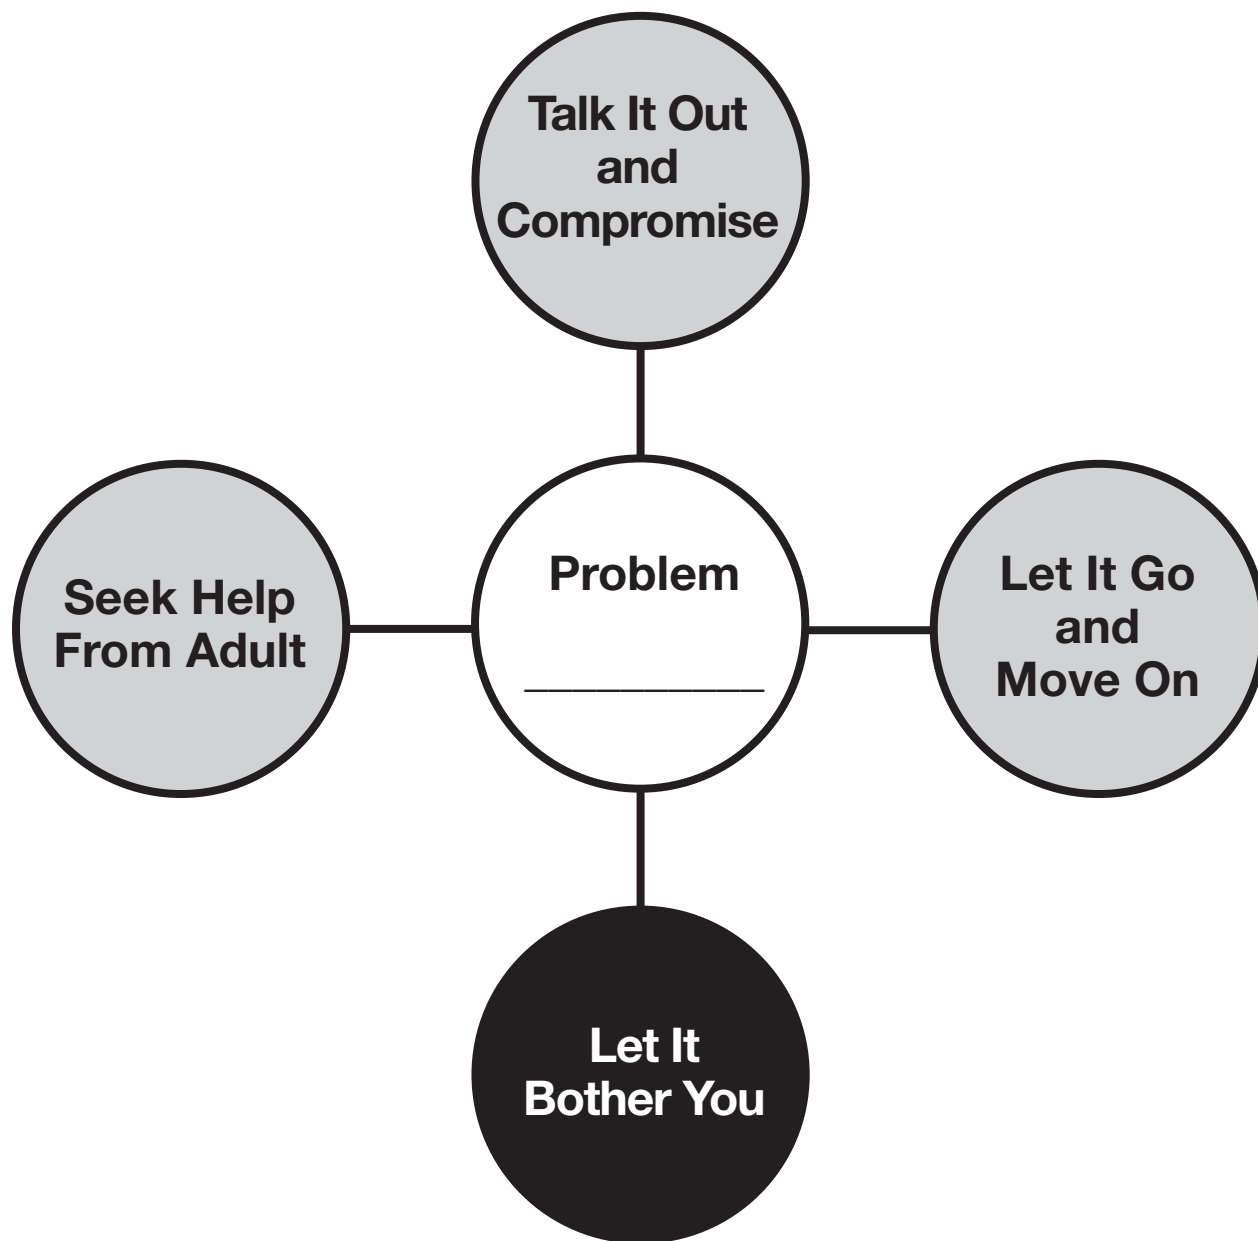 Talk It Out
and
Compromise
Seek Help
From Adult
Problem
__________
Let It Go
and
Move On
Let It
Bother You